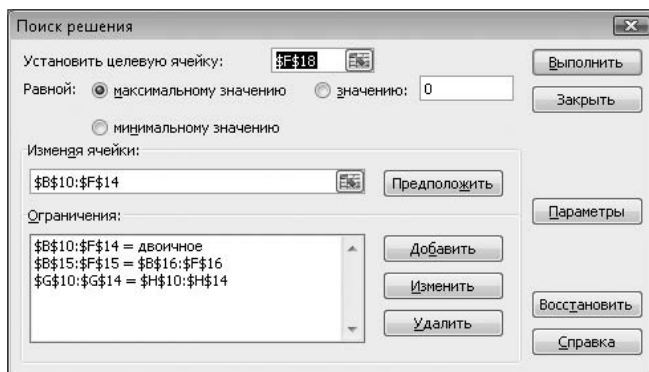 Поиск решения
Установить целевую ячейку: $F$18
Выполнить
Равной: максимальному значению значению: 0
Закрыть
минимальному значению
Изменяя ячейки:
$B$10:$F$14
Предположить
Ограничения:
Параметры
$B$10:$F$14 = двоичное
$B$15:$F$15 = $B$16:$F$16
$G$10:$G$14 = $H$10:$H$14
Добавить
Изменить
Удалить
Восстановить
Справка